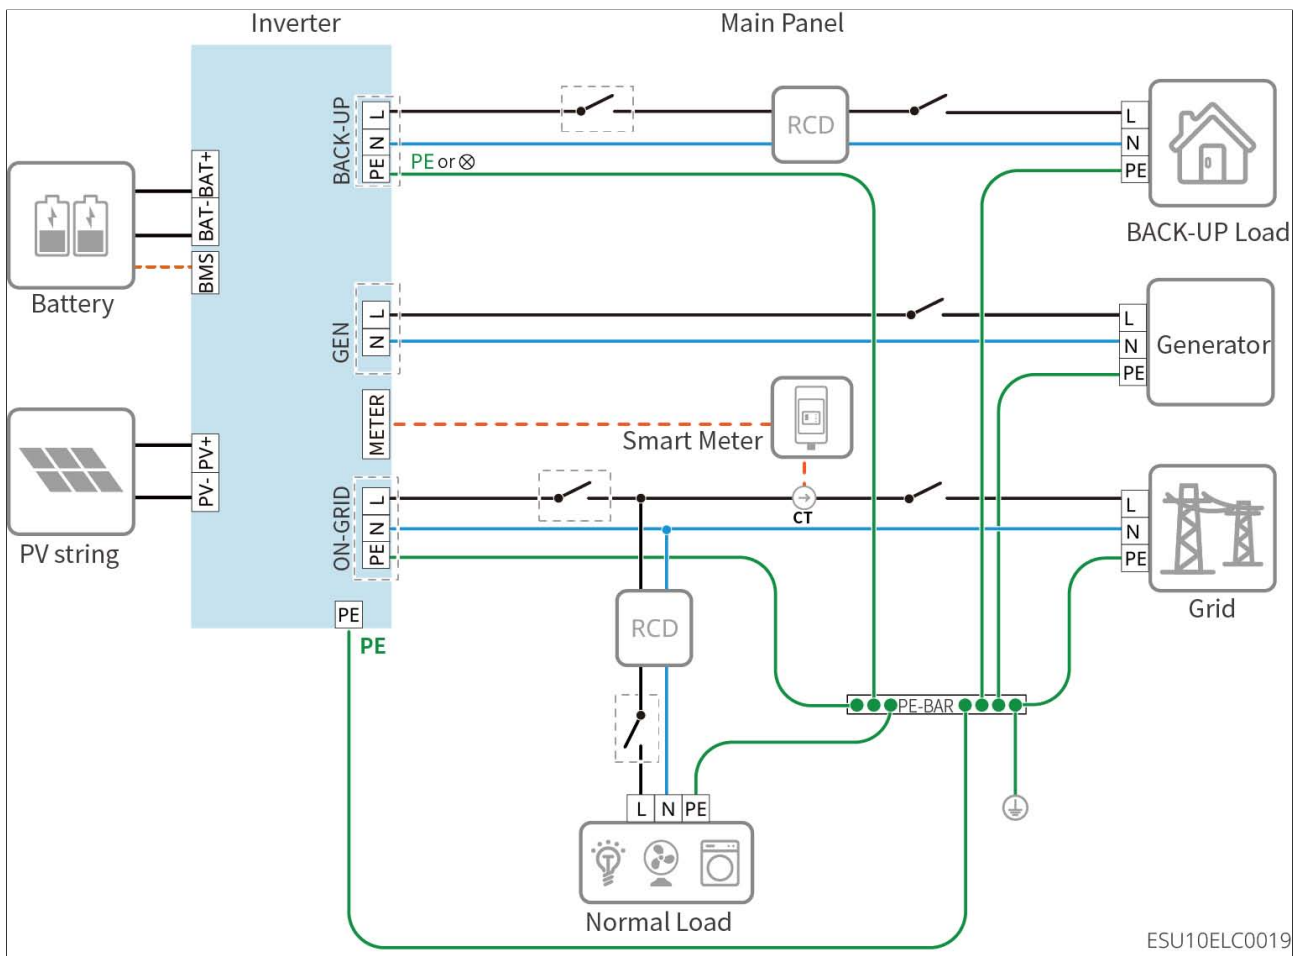 Inverter
Main Panel
BACK-UP
L
N
PE
PE or ⊗
RCD
L
N
PE
BACK-UP Load
BAT+
BAT-
BMS
Battery
GEN
L
N
L
N
PE
Generator
METER
Smart Meter
PV+
PV-
PV string
ON-GRID
L
N
PE
CT
L
N
PE
Grid
PE
PE
RCD
PE-BAR
L
N
PE
Normal Load
ESU10ELC0019